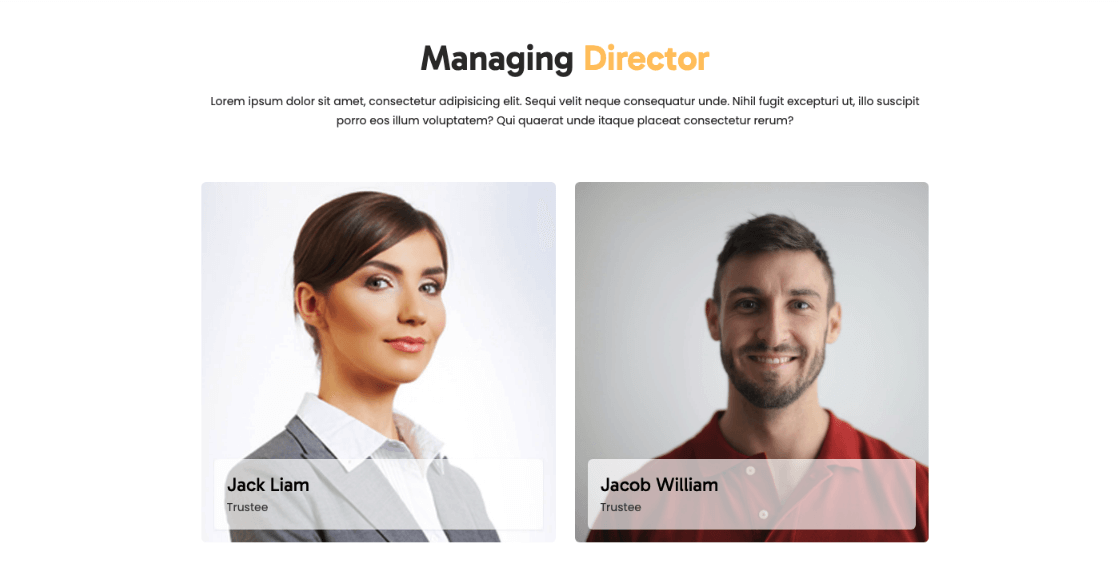 Managing Director
Lorem ipsum dolor sit amet, consectetur adipisicing elit. Sequi velit neque consequatur unde. Nihil fugit excepturi ut, illo suscipit
porro eos illum voluptatem? Qui quaerat unde itaque placeat consectetur rerum?
Jack Liam
Trustee
Jacob William
Trustee